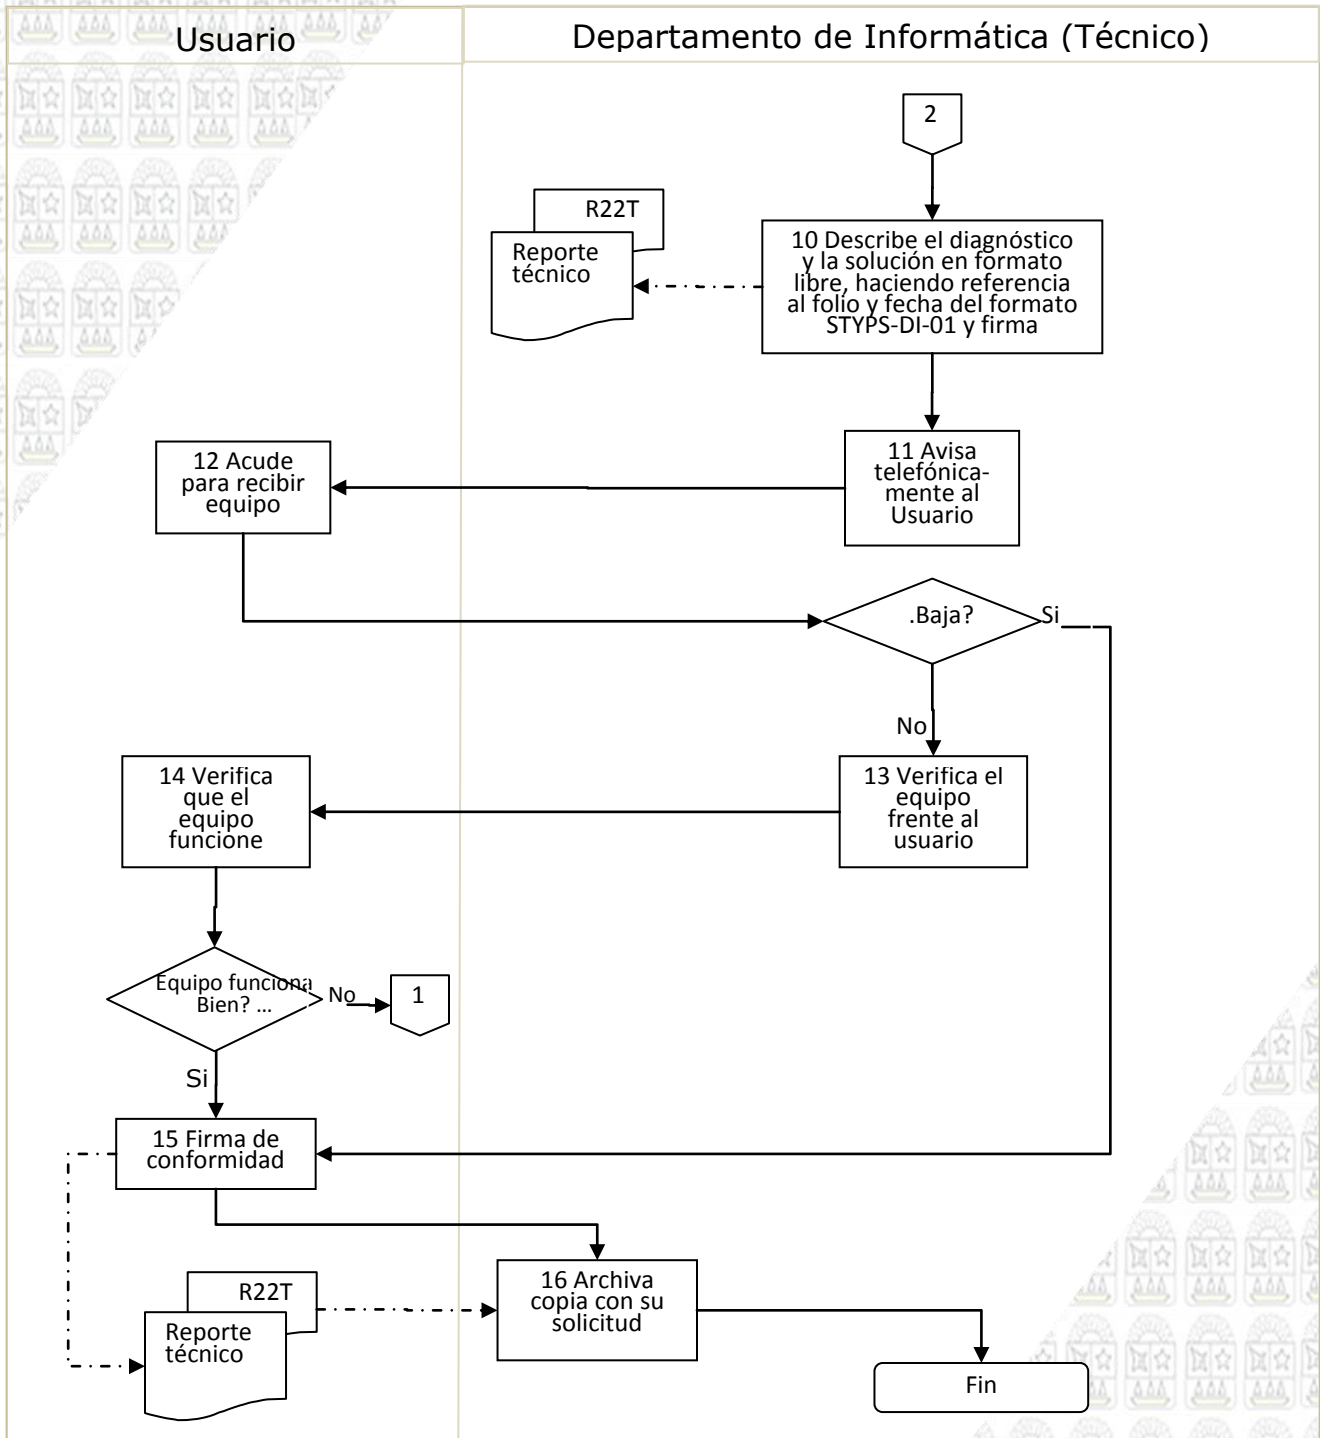 Usuario
Departamento de Informática (Técnico)
2
R22T
Reporte
técnico
10 Describe el diagnóstico
y la solución en formato
libre, haciendo referencia
al folio y fecha del formato
STYPS-DI-01 y firma
12 Acude
para recibir
equipo
11 Avisa
telefónica-
mente al
Usuario
.Baja?
Si
No
14 Verifica
que el
equipo
funcione
13 Verifica el
equipo
frente al
usuario
Equipo funciona
Bien? ...
No
1
Si
15 Firma de
conformidad
R22T
Reporte
técnico
16 Archiva
copia con su
solicitud
Fin